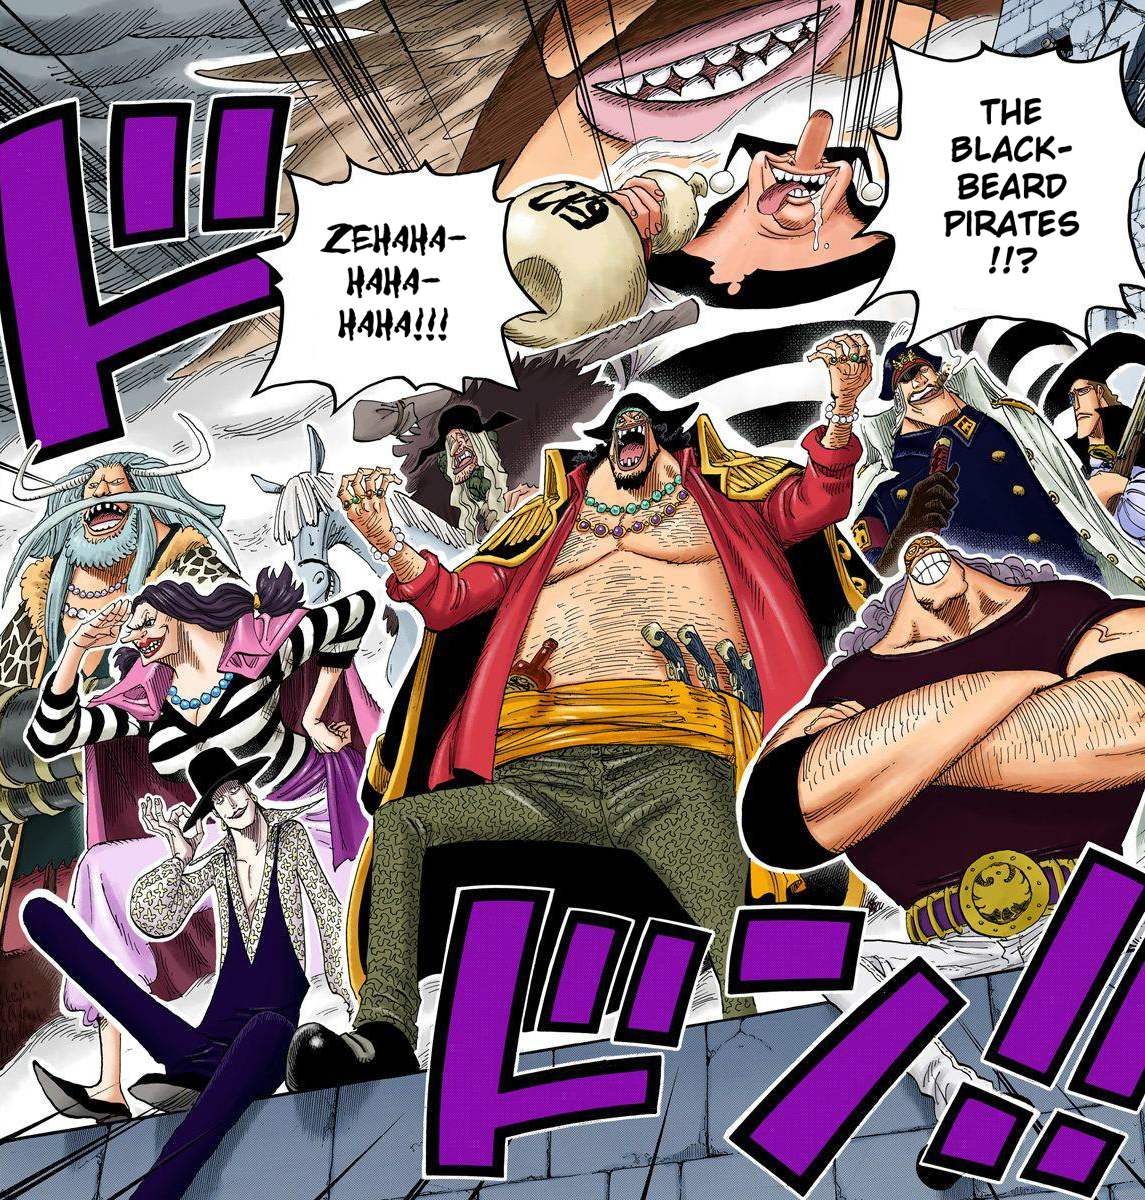 THE
BLACK-
BEARD
PIRATES
!!?
ZEHAHA-
HAHA-
HAHA!!!
ド
ドン!!